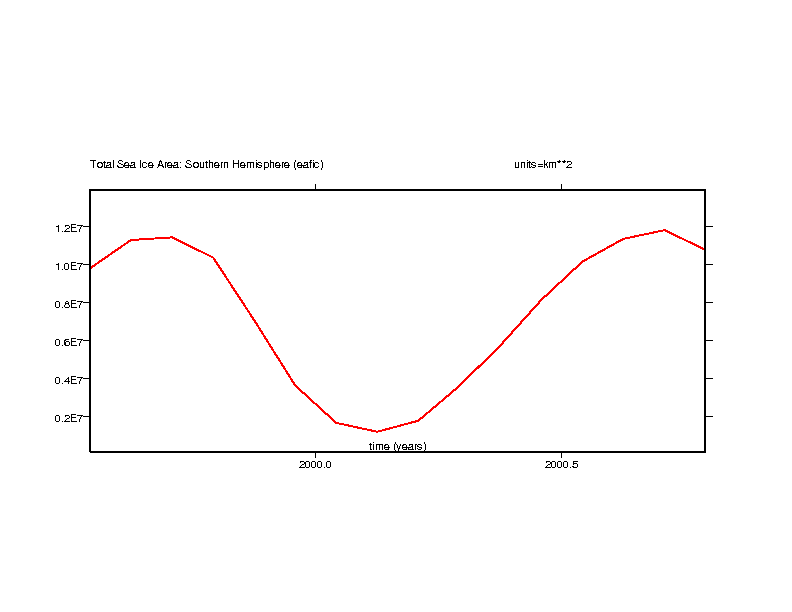 Total Sea Ice Area: Southern Hemisphere (eafic) units=km**2
1.2E7
1.0E7
0.8E7
0.6E7
0.4E7
0.2E7
time (years)
2000.0 2000.5